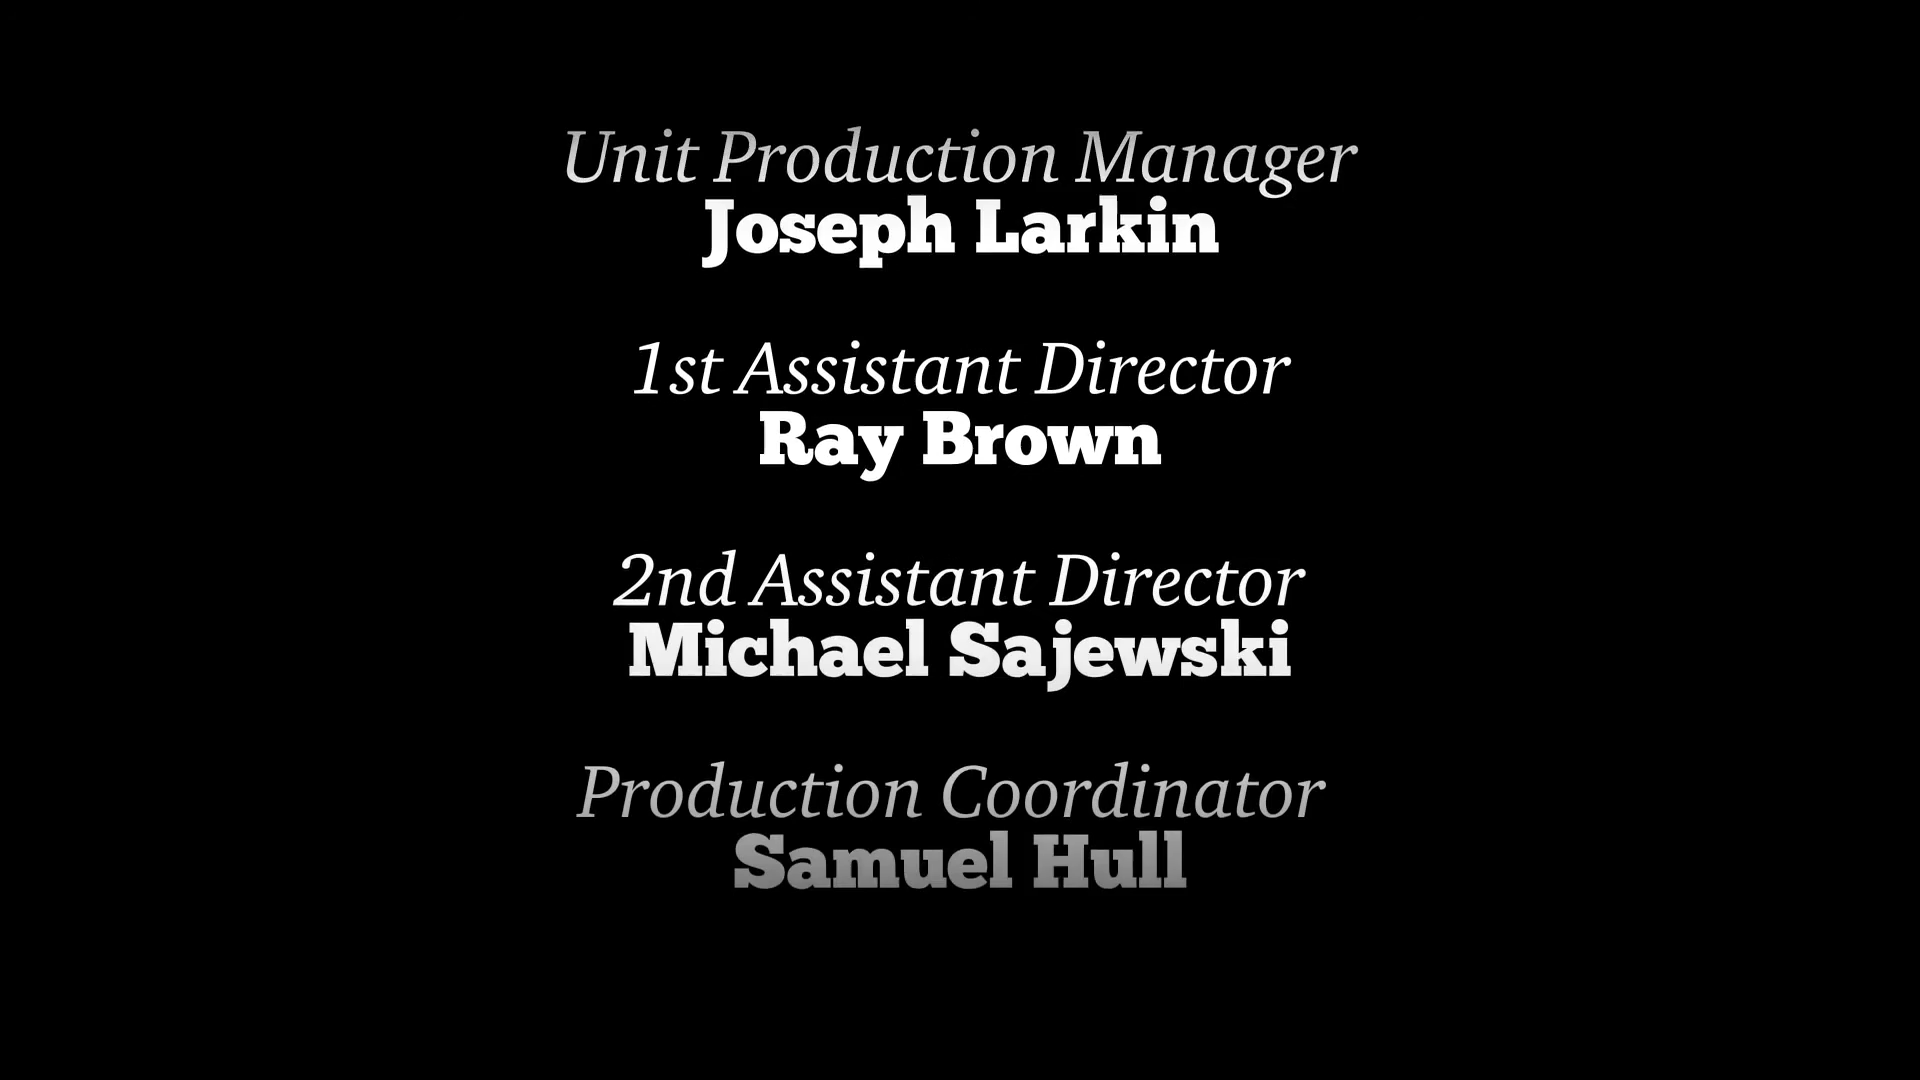 Unit Production Manager
Joseph Larkin
1st Assistant Director
Ray Brown
2nd Assistant Director
Michael Sajewski
Production Coordinator
Samuel Hull